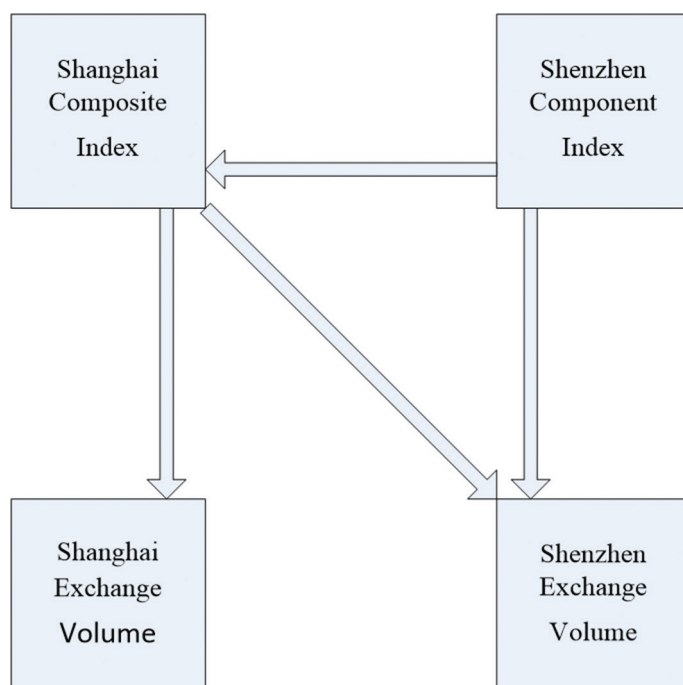 Shanghai
Composite
Index
Shenzhen
Component
Index
Shanghai
Exchange
Volume
Shenzhen
Exchange
Volume